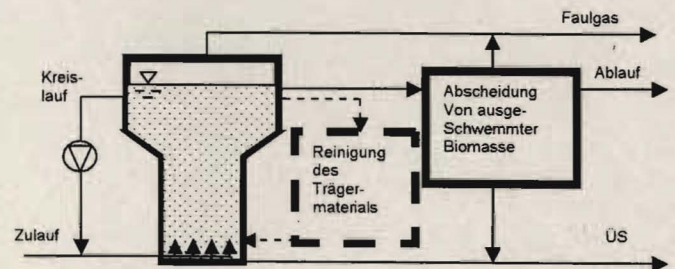 Faulgas
Kreis-
lauf
Ablauf
Abscheidung
Von ausge-
Schwemmter
Biomasse
Reinigung
des
Träger-
materials
Zulauf
ÜS